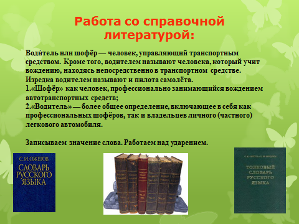 Работа со справочной
литературой:
Водитель или шофёр — человек, управляющий транспортным
средством. Кроме того, водителем называют человека, который учит
вождению, находясь непосредственно в транспортном средстве.
Изредка водителем называют и пилота самолёта.
1.«Шофёр» как человек, профессионально занимающийся вождением
автотранспортных средств;
2.«Водитель» — более общее определение, включающее в себя как
профессиональных шофёров, так и владельцев личного (частного)
легкового автомобиля.
Записываем значение слова. Работаем над ударением.
С.И.ОЖЕГОВ
СЛОВАРЬ
РУССКОГО
ЯЗЫКА
ТОЛКОВЫЙ
СЛОВАРЬ
РУССКОГО
ЯЗЫКА